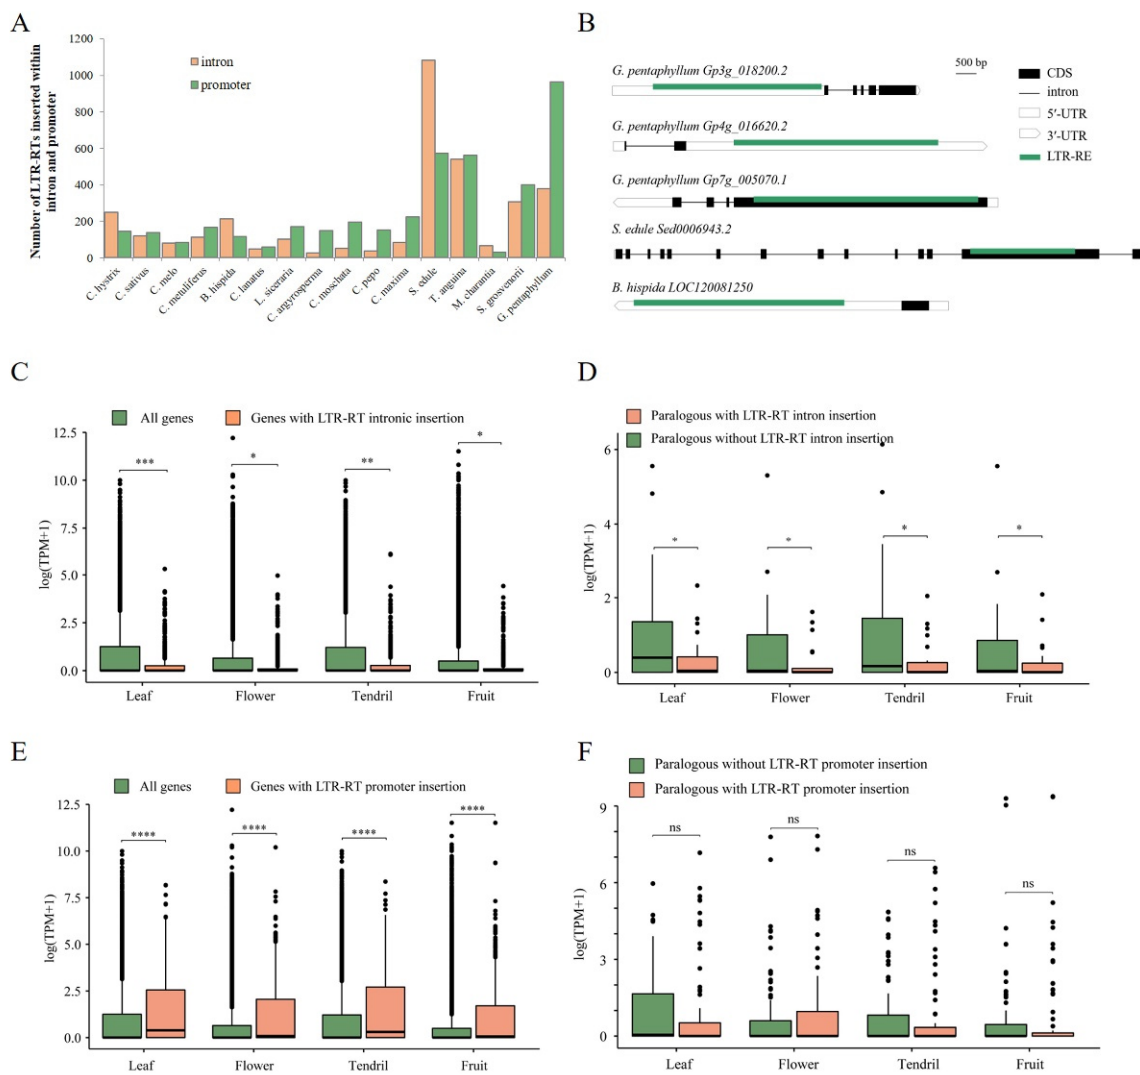 A
Number of LTR-RTs inserted within
intron and promoter
1200
1000
800
600
400
200
0
intron
promoter
C. hystrix
C. sativus
C. melo
C. metuliferus
B. hispida
C. lanatus
L. siceraria
C. argyrosperma
C. moschata
C. pepo
C. maxima
S. edule
T. anguina
M. charantia
S. grosvenorii
G. pentaphyllum
B
G. pentaphyllum Gp3g_018200.2
G. pentaphyllum Gp4g_016620.2
G. pentaphyllum Gp7g_005070.1
S. edule Sed0006943.2
B. hispida LOC120081250
500 bp
CDS
intron
5′-UTR
3′-UTR
LTR-RE
C
All genes
Genes with LTR-RT intronic insertion
log(TPM+1)
12.5
10.0
7.5
5.0
2.5
0.0
***
*
**
*
Leaf
Flower
Tendril
Fruit
D
Paralogous with LTR-RT intron insertion
Paralogous without LTR-RT intron insertion
log(TPM+1)
6
4
2
0
*
*
*
*
Leaf
Flower
Tendril
Fruit
E
All genes
Genes with LTR-RT promoter insertion
log(TPM+1)
12.5
10.0
7.5
5.0
2.5
0.0
****
****
****
****
Leaf
Flower
Tendril
Fruit
F
Paralogous without LTR-RT promoter insertion
Paralogous with LTR-RT promoter insertion
log(TPM+1)
9
6
3
0
ns
ns
ns
ns
Leaf
Flower
Tendril
Fruit